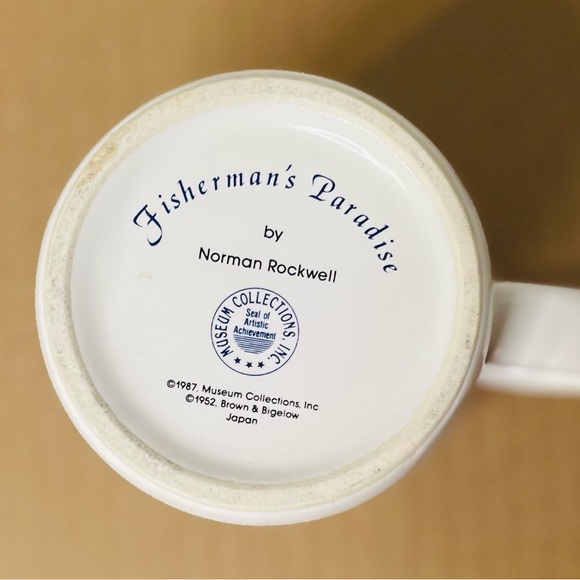 Fisherman's Paradise
by
Norman Rockwell
MUSEUM COLLECTIONS, INC.
Seal of
Artistic
Achievement
★ ★ ★
©1987, Museum Collections, Inc
©1952, Brown & Bigelow
Japan